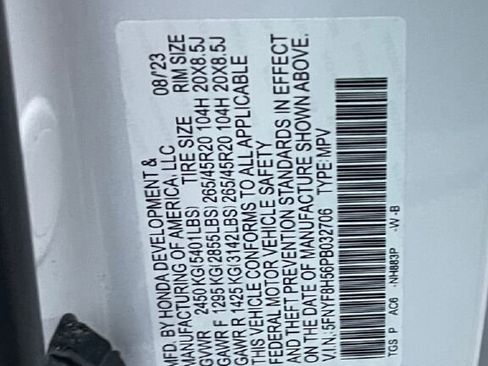 MFD. BY HONDA DEVELOPMENT & 08/23
MANUFACTURING OF AMERICA, LLC
TIRE SIZE RIM SIZE
GVWR 2450 KG(5401LBS)
GAWR F 1295 KG(2855LBS) 265/45R20 104H 20X8.5J
GAWR R 1425 KG(3142LBS) 265/45R20 104H 20X8.5J
THIS VEHICLE CONFORMS TO ALL APPLICABLE
FEDERAL MOTOR VEHICLE SAFETY
AND THEFT PREVENTION STANDARDS IN EFFECT
ON THE DATE OF MANUFACTURE SHOWN ABOVE.
V.I.N.: 5FNYF8H56PB032706 TYPE: MPV
TGS P AC6 -NH883P -W -B